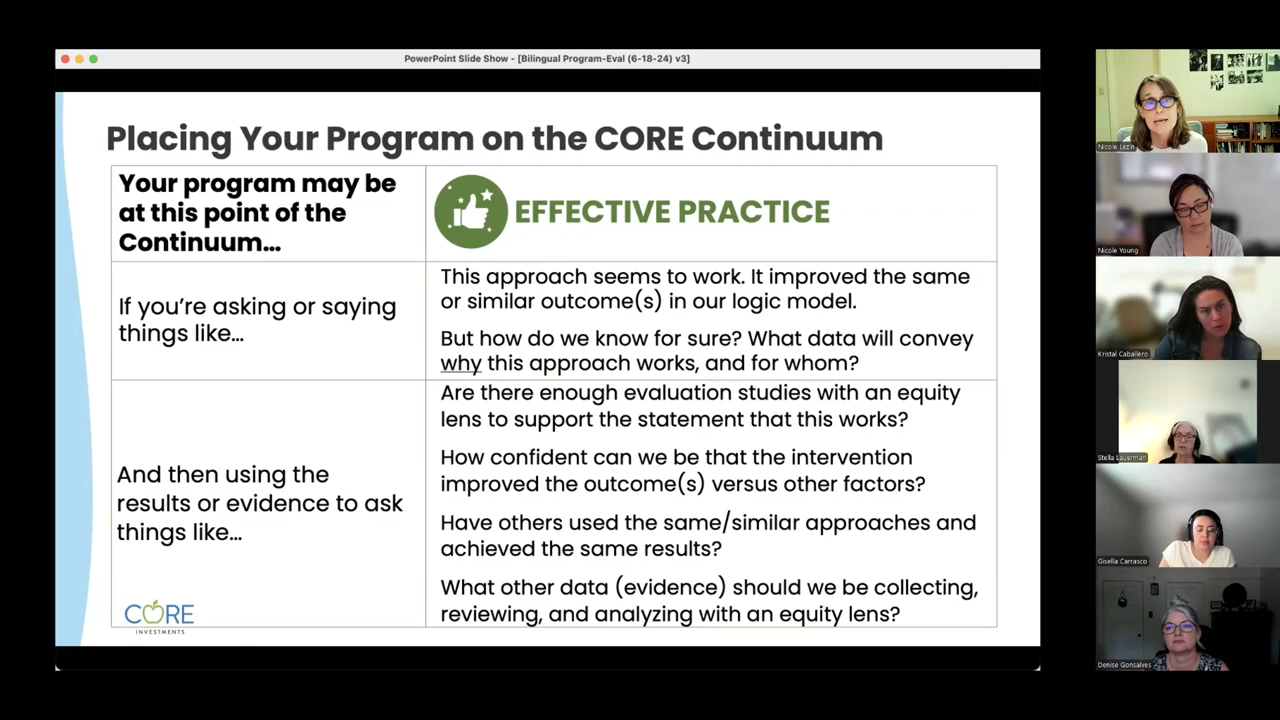 PowerPoint Slide Show - [Bilingual Program-Eval (6-18-24) v3]
Placing Your Program on the CORE Continuum
Your program may be
at this point of the
Continuum...
EFFECTIVE PRACTICE
If you're asking or saying
things like...
This approach seems to work. It improved the same
or similar outcome(s) in our logic model.
But how do we know for sure? What data will convey
why this approach works, and for whom?
And then using the
results or evidence to ask
things like...
Are there enough evaluation studies with an equity
lens to support the statement that this works?
How confident can we be that the intervention
improved the outcome(s) versus other factors?
Have others used the same/similar approaches and
achieved the same results?
What other data (evidence) should we be collecting,
reviewing, and analyzing with an equity lens?
CORE
INVESTMENTS
Nicole Lezin
Nicole Young
Kristal Caballero
Stella Lauerman
Gisella Carrasco
Denise Gonsalves